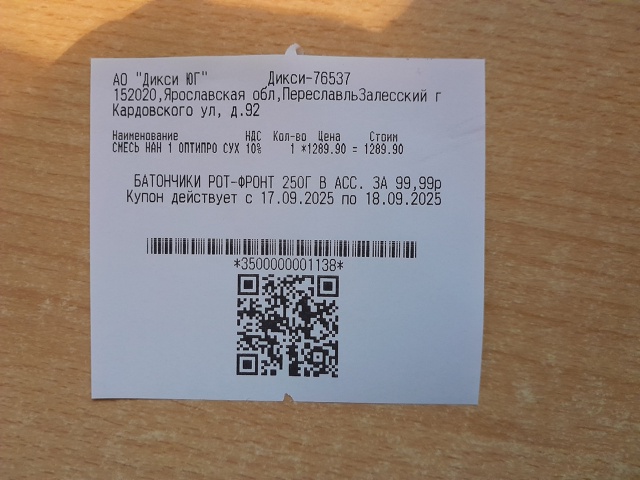 АО "Дикси ЮГ" Дикси-76537
152020,Ярославская обл,ПереславльЗалесский г
Кардовского ул, д.92
Наименование НДС Кол-во Цена Стоим
СМЕСЬ НАН 1 ОПТИПРО СУХ 10% 1 *1289.90 = 1289.90
БАТОНЧИКИ РОТ-ФРОНТ 250Г В АСС. ЗА 99,99р
Купон действует с 17.09.2025 по 18.09.2025
*3500000001138*